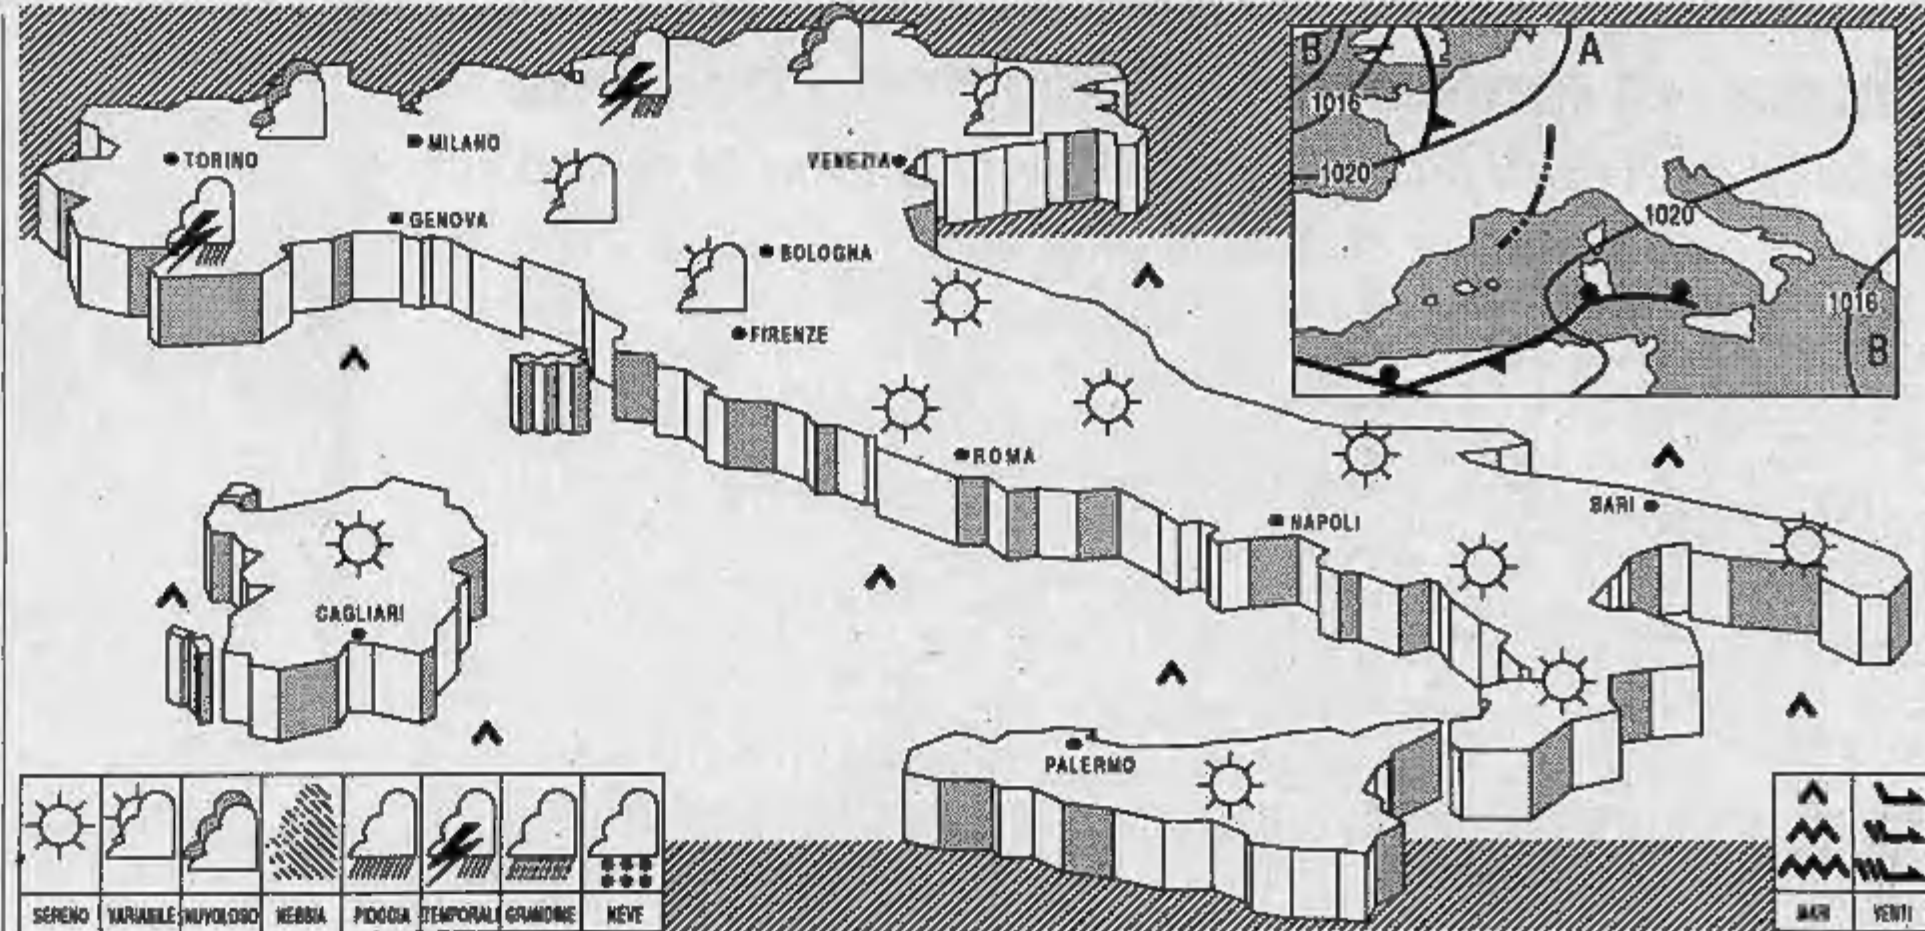 B
A
1016
1020
1020
1016
B
TORINO
MILANO
VENEZIA
GENOVA
BOLOGNA
FIRENZE
ROMA
BARI
NAPOLI
CAGLIARI
PALERMO
SERENO VARIABILE NUVOLOSO NEBBIA PIOGGIA TEMPORALI GRANDINE NEVE
MARI VENTI